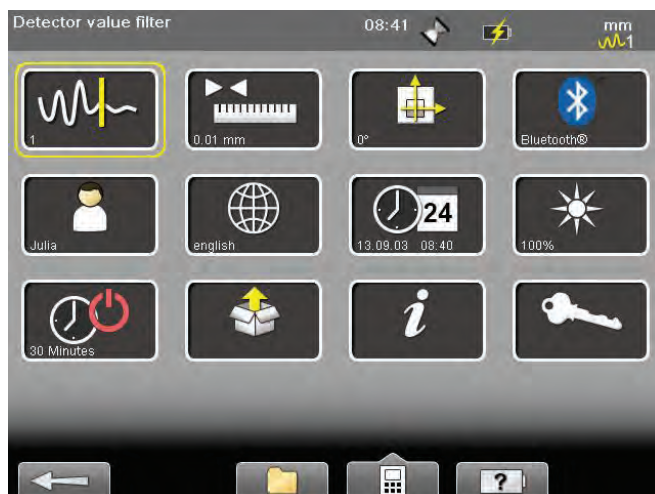 Detector value filter 08:41 mm
1
1 0.01 mm 0° Bluetooth®
24
Julia english 13.09.03 08:40 100%
30 Minutes
?